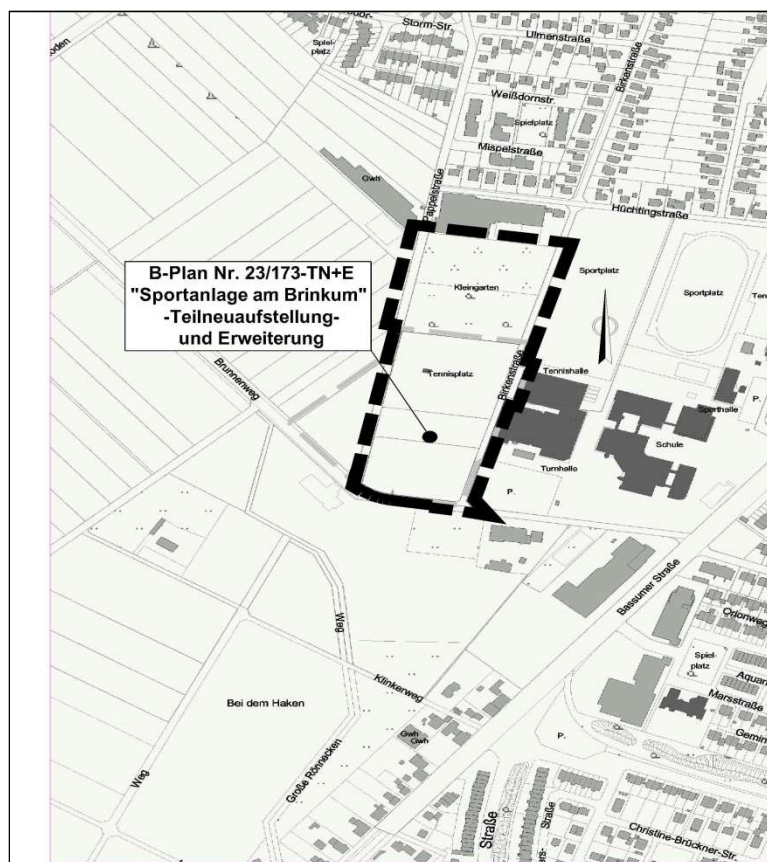 Storm-Str.
Ulmenstraße
Spiel-
platz
Birkenstraße
Weißdornstr.
Spielplatz
Mispelstraße
Gwh
Pappelstraße
Hüchtingstraße
B-Plan Nr. 23/173-TN+E
"Sportanlage am Brinkum"
-Teilneuaufstellung-
und Erweiterung
Sportplatz
Kleingarten
Sportplatz
Brunnenweg
Tennisplatz
Birkenstraße
Tennishalle
P.
Sporthalle
Schule
Turnhalle
P.
Bassumer Straße
Orionweg
Weg
Spiel-
platz
Klinkerweg
Marsstraße
Bei dem Haken
Gwh
Gwh
P.
Große Rönnecken
Weg
Straße
Straße
Christine-Brückner-Str.